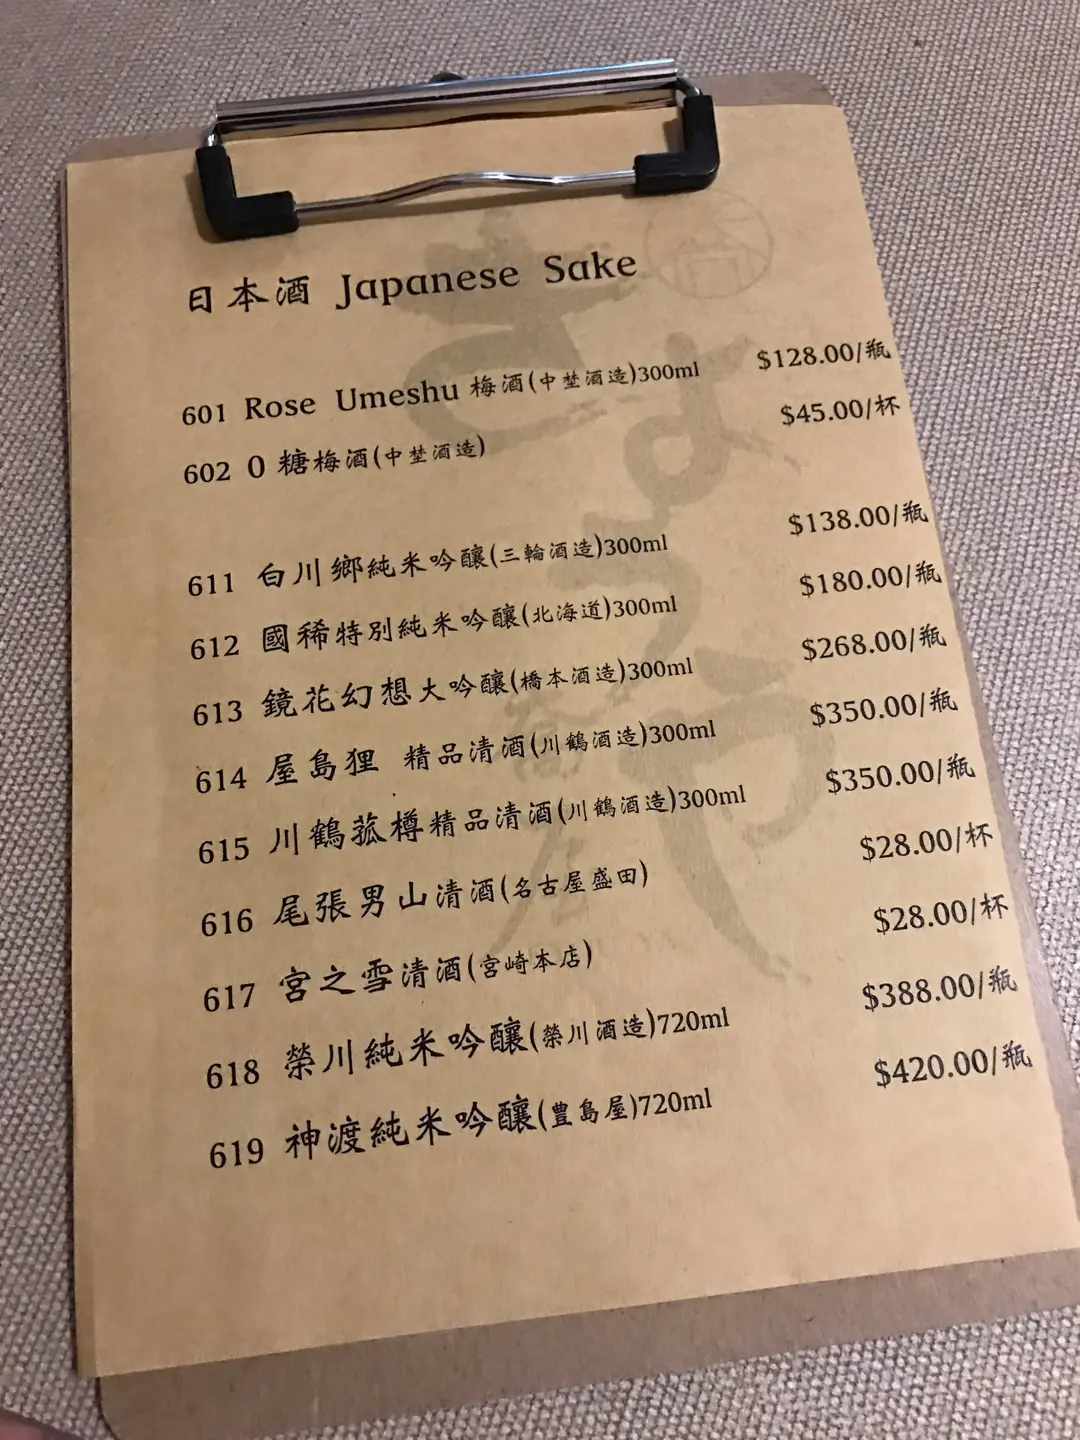 日本酒 Japanese Sake
601 Rose Umeshu 梅酒(中埜酒造)300ml $128.00/瓶
602 0 糖梅酒(中埜酒造) $45.00/杯
611 白川鄉純米吟釀(三輪酒造)300ml $138.00/瓶
612 國稀特別純米吟釀(北海道)300ml $180.00/瓶
613 鏡花幻想大吟釀(橋本酒造)300ml $268.00/瓶
614 屋島狸 精品清酒(川鶴酒造)300ml $350.00/瓶
615 川鶴菰樽精品清酒(川鶴酒造)300ml $350.00/瓶
616 尾張男山清酒(名古屋盛田) $28.00/杯
617 宮之雪清酒(宮崎本店) $28.00/杯
618 榮川純米吟釀(榮川酒造)720ml $388.00/瓶
619 神渡純米吟釀(豊島屋)720ml $420.00/瓶